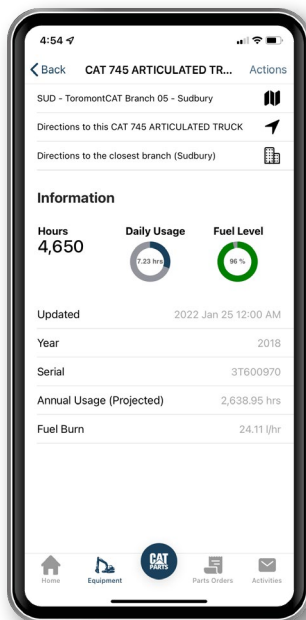 4:54
Back CAT 745 ARTICULATED TR... Actions
SUD - ToromontCAT Branch 05 - Sudbury
Directions to this CAT 745 ARTICULATED TRUCK
Directions to the closest branch (Sudbury)
Information
Hours Daily Usage Fuel Level
4,650
7.23 hrs 96 %
Updated 2022 Jan 25 12:00 AM
Year 2018
Serial 3T600970
Annual Usage (Projected) 2,638.95 hrs
Fuel Burn 24.11 l/hr
CAT
PARTS
Home Equipment Parts Orders Activities